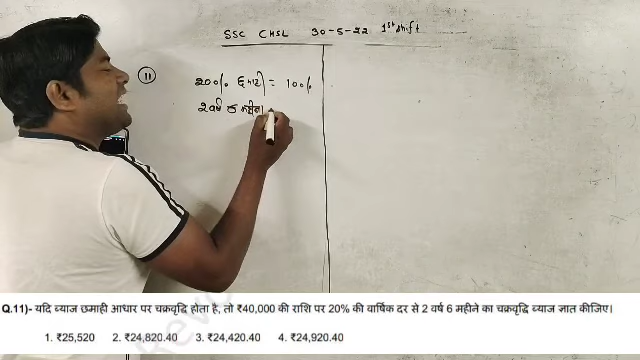 SSC CHSL 30-5-22 1st shift
11 20% छमाही = 10%
2 वर्ष 6 महीना
Q.11)- यदि ब्याज छमाही आधार पर चक्रवृद्धि होता है, तो ₹40,000 की राशि पर 20% की वार्षिक दर से 2 वर्ष 6 महीने का चक्रवृद्धि ब्याज ज्ञात कीजिए।
1. ₹25,520 2. ₹24,820.40 3. ₹24,420.40 4. ₹24,920.40